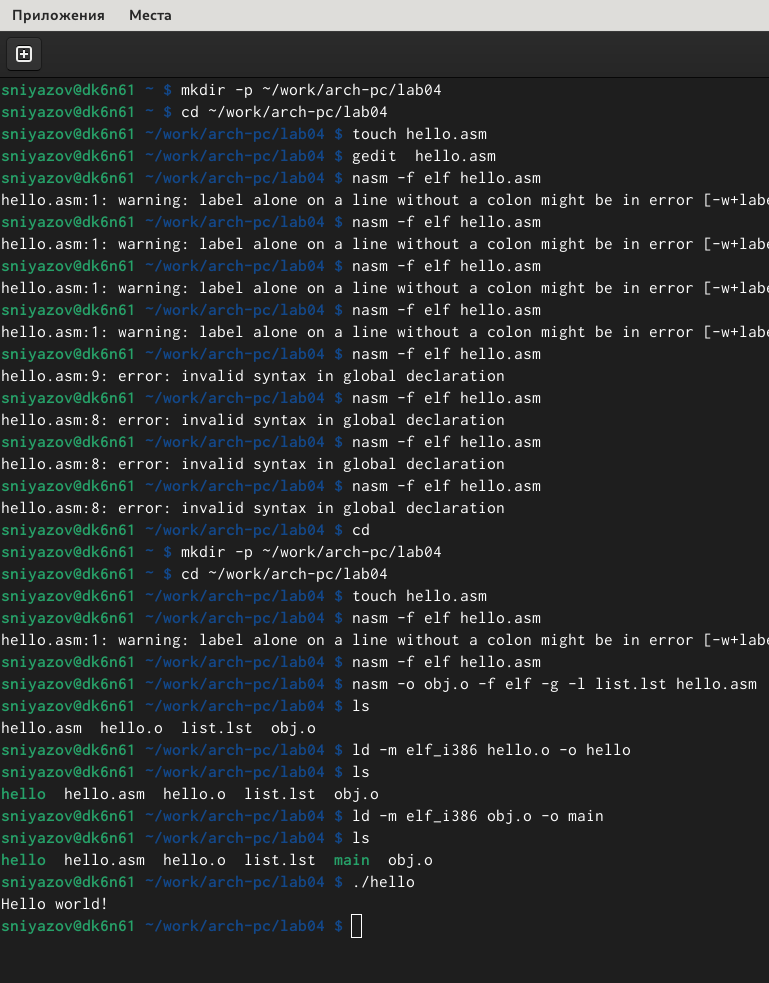 Приложения Места
sniyazov@dk6n61 ~ $ mkdir -p ~/work/arch-pc/lab04
sniyazov@dk6n61 ~ $ cd ~/work/arch-pc/lab04
sniyazov@dk6n61 ~/work/arch-pc/lab04 $ touch hello.asm
sniyazov@dk6n61 ~/work/arch-pc/lab04 $ gedit  hello.asm
sniyazov@dk6n61 ~/work/arch-pc/lab04 $ nasm -f elf hello.asm
hello.asm:1: warning: label alone on a line without a colon might be in error [-w+labe
sniyazov@dk6n61 ~/work/arch-pc/lab04 $ nasm -f elf hello.asm
hello.asm:1: warning: label alone on a line without a colon might be in error [-w+labe
sniyazov@dk6n61 ~/work/arch-pc/lab04 $ nasm -f elf hello.asm
hello.asm:1: warning: label alone on a line without a colon might be in error [-w+labe
sniyazov@dk6n61 ~/work/arch-pc/lab04 $ nasm -f elf hello.asm
hello.asm:1: warning: label alone on a line without a colon might be in error [-w+labe
sniyazov@dk6n61 ~/work/arch-pc/lab04 $ nasm -f elf hello.asm
hello.asm:9: error: invalid syntax in global declaration
sniyazov@dk6n61 ~/work/arch-pc/lab04 $ nasm -f elf hello.asm
hello.asm:8: error: invalid syntax in global declaration
sniyazov@dk6n61 ~/work/arch-pc/lab04 $ nasm -f elf hello.asm
hello.asm:8: error: invalid syntax in global declaration
sniyazov@dk6n61 ~/work/arch-pc/lab04 $ nasm -f elf hello.asm
hello.asm:8: error: invalid syntax in global declaration
sniyazov@dk6n61 ~/work/arch-pc/lab04 $ cd
sniyazov@dk6n61 ~ $ mkdir -p ~/work/arch-pc/lab04
sniyazov@dk6n61 ~ $ cd ~/work/arch-pc/lab04
sniyazov@dk6n61 ~/work/arch-pc/lab04 $ touch hello.asm
sniyazov@dk6n61 ~/work/arch-pc/lab04 $ nasm -f elf hello.asm
hello.asm:1: warning: label alone on a line without a colon might be in error [-w+labe
sniyazov@dk6n61 ~/work/arch-pc/lab04 $ nasm -f elf hello.asm
sniyazov@dk6n61 ~/work/arch-pc/lab04 $ nasm -o obj.o -f elf -g -l list.lst hello.asm
sniyazov@dk6n61 ~/work/arch-pc/lab04 $ ls
hello.asm  hello.o  list.lst  obj.o
sniyazov@dk6n61 ~/work/arch-pc/lab04 $ ld -m elf_i386 hello.o -o hello
sniyazov@dk6n61 ~/work/arch-pc/lab04 $ ls
hello  hello.asm  hello.o  list.lst  obj.o
sniyazov@dk6n61 ~/work/arch-pc/lab04 $ ld -m elf_i386 obj.o -o main
sniyazov@dk6n61 ~/work/arch-pc/lab04 $ ls
hello  hello.asm  hello.o  list.lst  main  obj.o
sniyazov@dk6n61 ~/work/arch-pc/lab04 $ ./hello
Hello world!
sniyazov@dk6n61 ~/work/arch-pc/lab04 $